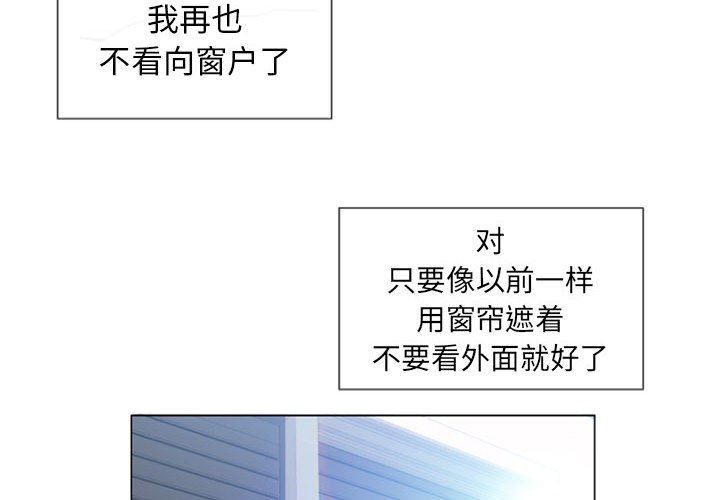 我再也
不看向窗户了
对
只要像以前一样
用窗帘遮着
不要看外面就好了